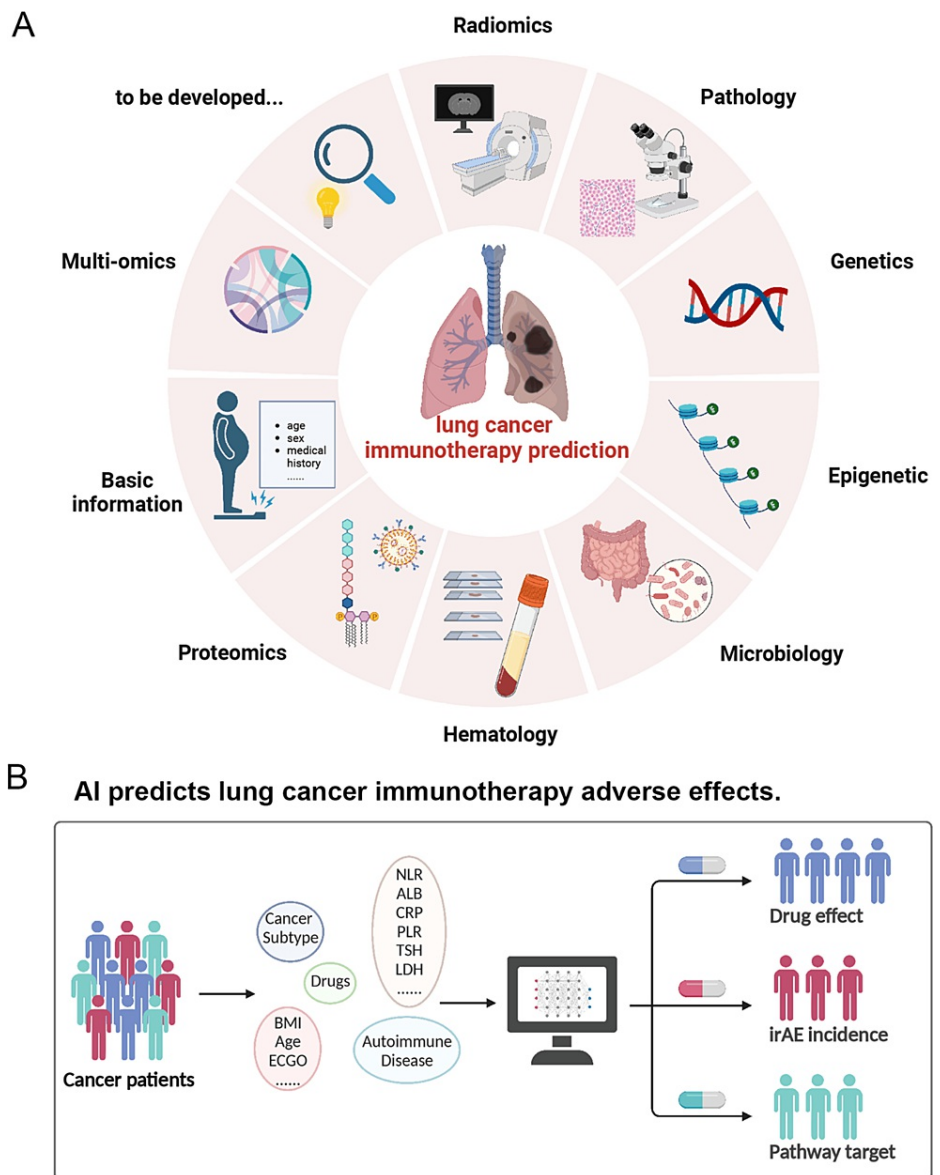 A
Radiomics
to be developed...
Pathology
Multi-omics
Genetics
• age
• sex
• medical
history
......
lung cancer
immunotherapy prediction
Basic
information
Epigenetic
Proteomics
Microbiology
Hematology
B
AI predicts lung cancer immunotherapy adverse effects.
Cancer patients
Cancer
Subtype
Drugs
BMI
Age
ECGO
......
NLR
ALB
CRP
PLR
TSH
LDH
......
Autoimmune
Disease
Drug effect
irAE incidence
Pathway target